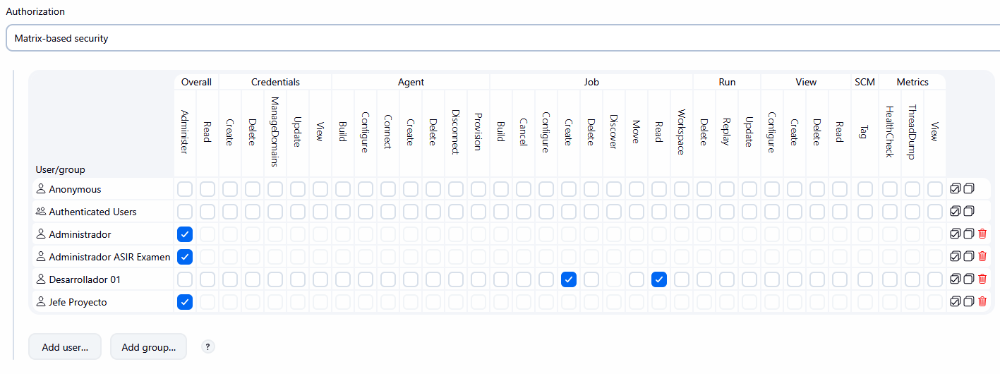 Authorization
Matrix-based security
Overall Credentials Agent Job Run View SCM Metrics
User/group Administer Read Create Delete ManageDomains Update View Build Configure Connect Create Delete Disconnect Provision Build Cancel Configure Create Delete Discover Move Read Workspace Delete Replay Update Configure Create Delete Read Tag HealthCheck ThreadDump View
Anonymous
Authenticated Users
Administrador
Administrador ASIR Examen
Desarrollador 01
Jefe Proyecto
Add user... Add group... ?